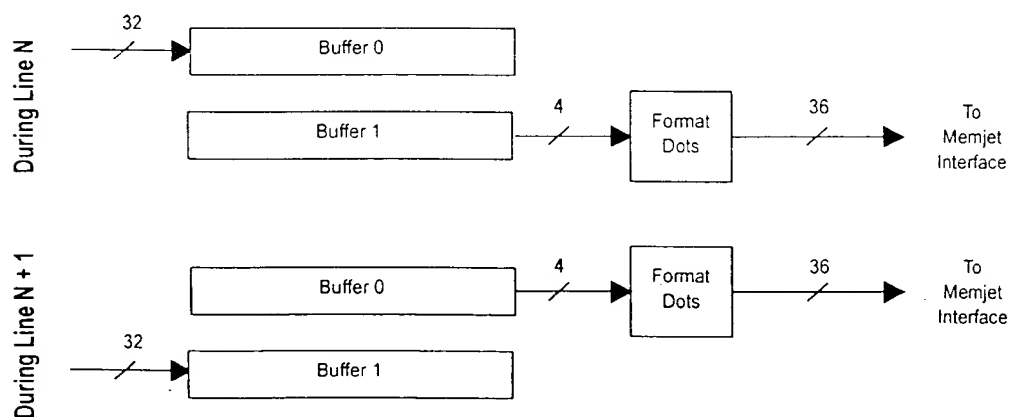 During Line N
32
Buffer 0
Buffer 1
4
Format
Dots
36
To
Memjet
Interface
During Line N + 1
Buffer 0
4
Format
Dots
36
To
Memjet
Interface
32
Buffer 1